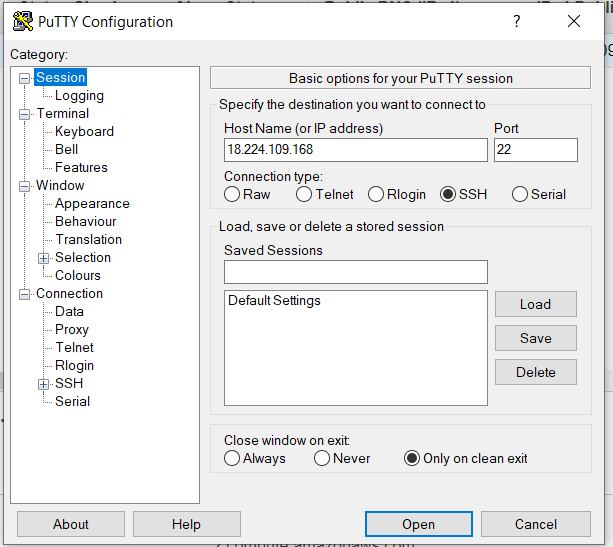 PuTTY Configuration
?
Category:
Session
Logging
Terminal
Keyboard
Bell
Features
Window
Appearance
Behaviour
Translation
Selection
Colours
Connection
Data
Proxy
Telnet
Rlogin
SSH
Serial
Basic options for your PuTTY session
Specify the destination you want to connect to
Host Name (or IP address) Port
18.224.109.168 22
Connection type:
Raw Telnet Rlogin SSH Serial
Load, save or delete a stored session
Saved Sessions
Default Settings
Load
Save
Delete
Close window on exit:
Always Never Only on clean exit
About Help Open Cancel